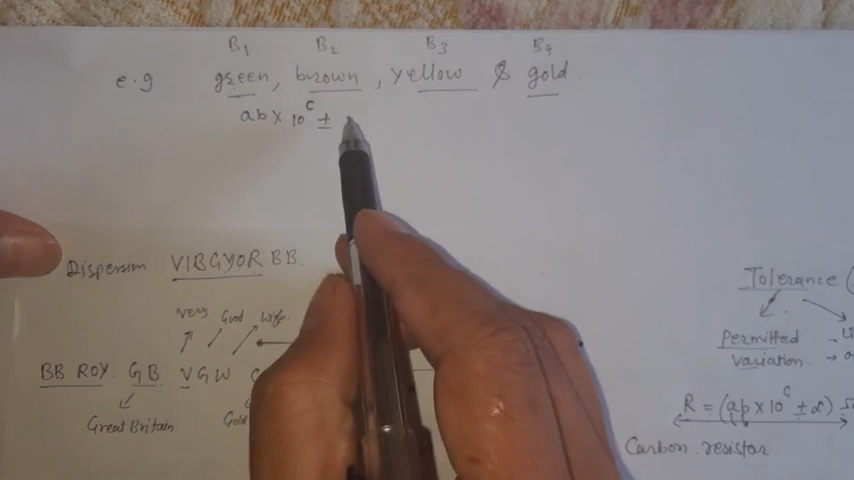 B1 B2 B3 B4
e.g green, brown, yellow & gold.
ab × 10^c ±
Dispersion VIBGYOR BB.
Very Good Wife.
Tolerance (
Permitted
variation.
BB ROY. GB V G W
Great Britain Gold
R = (ab × 10^c ± α)
Carbon resistor